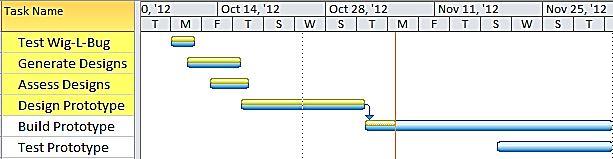 Task Name 0, '12 Oct 14, '12 Oct 28, '12 Nov 11, '12 Nov 25, '12
T M F T S W S T M F T S
Test Wig-L-Bug
Generate Designs
Assess Designs
Design Prototype
Build Prototype
Test Prototype